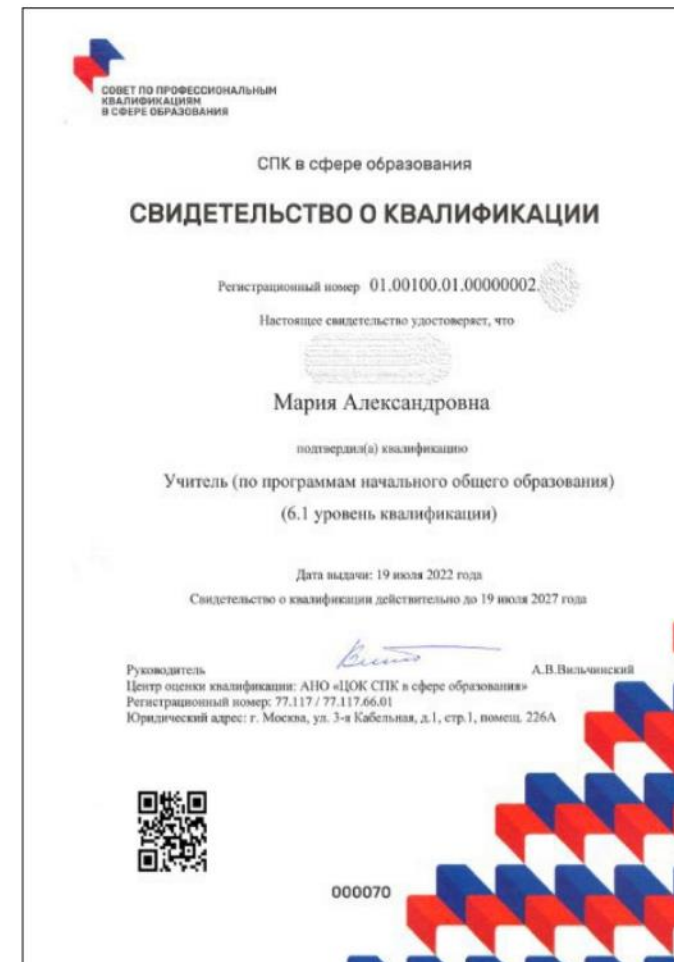 СОВЕТ ПО ПРОФЕССИОНАЛЬНЫМ
КВАЛИФИКАЦИЯМ
В СФЕРЕ ОБРАЗОВАНИЯ
СПК в сфере образования
СВИДЕТЕЛЬСТВО О КВАЛИФИКАЦИИ
Регистрационный номер 01.00100.01.00000002.
Настоящее свидетельство удостоверяет, что
Мария Александровна
подтвердил(а) квалификацию
Учитель (по программам начального общего образования)
(6.1 уровень квалификации)
Дата выдачи: 19 июля 2022 года
Свидетельство о квалификации действительно до 19 июля 2027 года
Руководитель А.В.Вильчинский
Центр оценки квалификации: АНО «ЦОК СПК в сфере образования»
Регистрационный номер: 77.117 / 77.117.66.01
Юридический адрес: г. Москва, ул. 3-я Кабельная, д.1, стр.1, помещ. 226А
000070